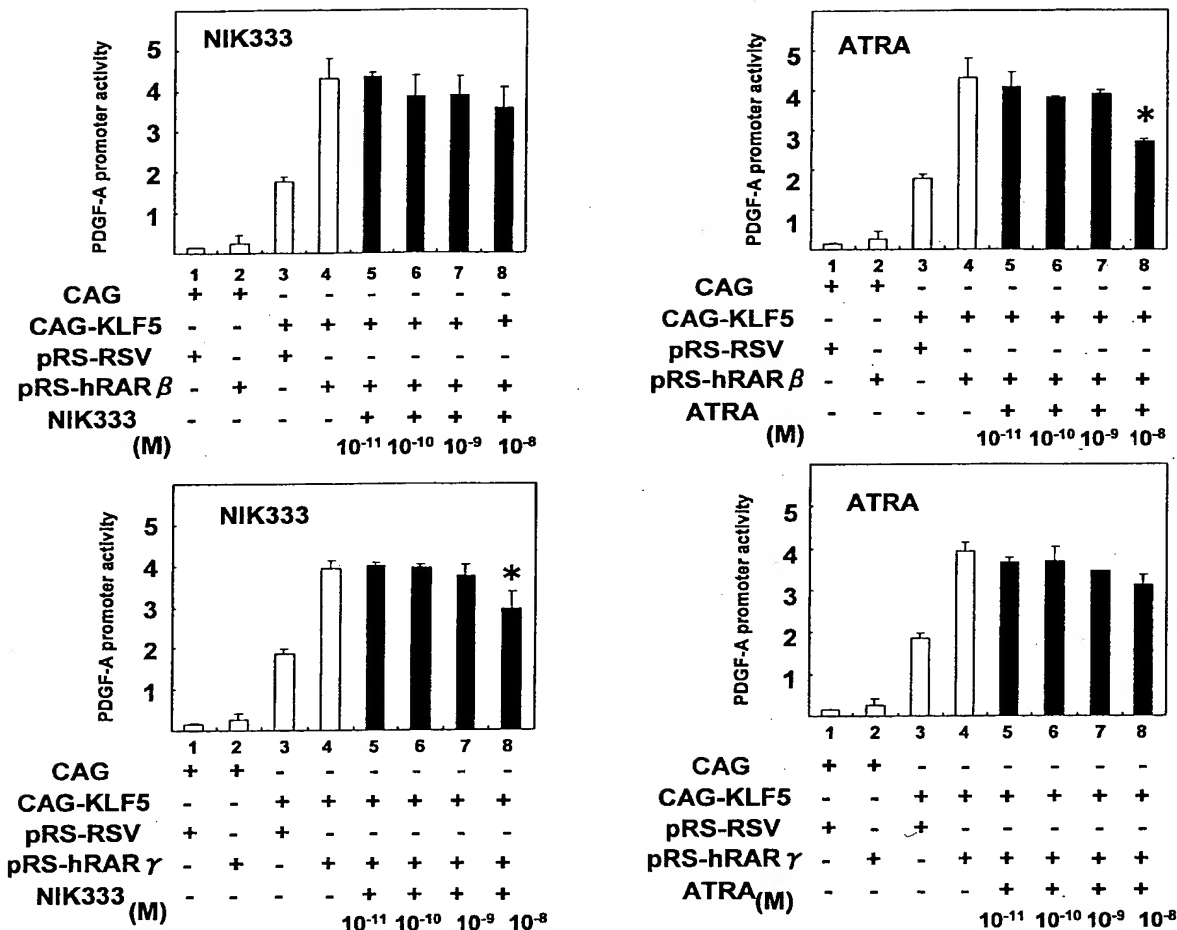 NIK333
PDGF-A promoter activity
5
4
3
2
1
1 2 3 4 5 6 7 8
CAG + + - - - - - -
CAG-KLF5 - - + + + + + +
pRS-RSV + - + - - - - -
pRS-hRAR β - + - + + + + +
NIK333 - - - - + + + +
(M) 10-11 10-10 10-9 10-8
ATRA
PDGF-A promoter activity
5
4
3
2
1
*
1 2 3 4 5 6 7 8
CAG + + - - - - - -
CAG-KLF5 - - + + + + + +
pRS-RSV + - + - - - - -
pRS-hRAR β - + - + + + + +
ATRA - - - - + + + +
(M) 10-11 10-10 10-9 10-8
NIK333
PDGF-A promoter activity
5
4
3
2
1
*
1 2 3 4 5 6 7 8
CAG + + - - - - - -
CAG-KLF5 - - + + + + + +
pRS-RSV + - + - - - - -
pRS-hRAR γ - + - + + + + +
NIK333 - - - - + + + +
(M) 10-11 10-10 10-9 10-8
ATRA
PDGF-A promoter activity
5
4
3
2
1
1 2 3 4 5 6 7 8
CAG + + - - - - - -
CAG-KLF5 - - + + + + + +
pRS-RSV + - + - - - - -
pRS-hRAR γ - + - + + + + +
ATRA (M) - - - - + + + +
10-11 10-10 10-9 10-8